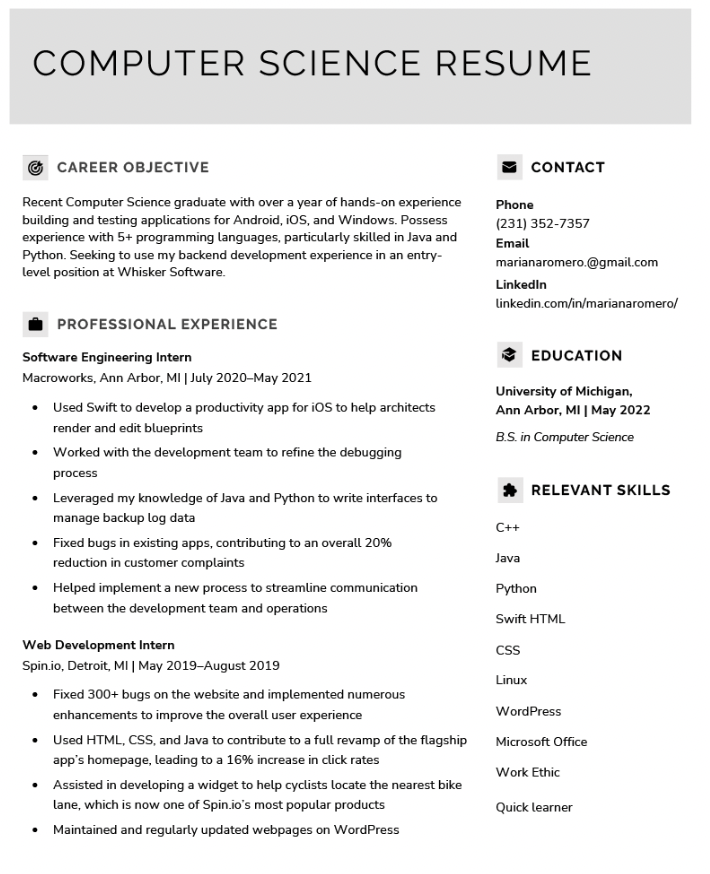 COMPUTER SCIENCE RESUME
CAREER OBJECTIVE
Recent Computer Science graduate with over a year of hands-on experience
building and testing applications for Android, iOS, and Windows. Possess
experience with 5+ programming languages, particularly skilled in Java and
Python. Seeking to use my backend development experience in an entry-
level position at Whisker Software.
PROFESSIONAL EXPERIENCE
Software Engineering Intern
Macroworks, Ann Arbor, MI | July 2020–May 2021
• Used Swift to develop a productivity app for iOS to help architects
render and edit blueprints
• Worked with the development team to refine the debugging
process
• Leveraged my knowledge of Java and Python to write interfaces to
manage backup log data
• Fixed bugs in existing apps, contributing to an overall 20%
reduction in customer complaints
• Helped implement a new process to streamline communication
between the development team and operations
Web Development Intern
Spin.io, Detroit, MI | May 2019–August 2019
• Fixed 300+ bugs on the website and implemented numerous
enhancements to improve the overall user experience
• Used HTML, CSS, and Java to contribute to a full revamp of the flagship
app's homepage, leading to a 16% increase in click rates
• Assisted in developing a widget to help cyclists locate the nearest bike
lane, which is now one of Spin.io's most popular products
• Maintained and regularly updated webpages on WordPress
CONTACT
Phone
(231) 352-7357
Email
marianaromero.@gmail.com
LinkedIn
linkedin.com/in/marianaromero/
EDUCATION
University of Michigan,
Ann Arbor, MI | May 2022
B.S. in Computer Science
RELEVANT SKILLS
C++
Java
Python
Swift HTML
CSS
Linux
WordPress
Microsoft Office
Work Ethic
Quick learner